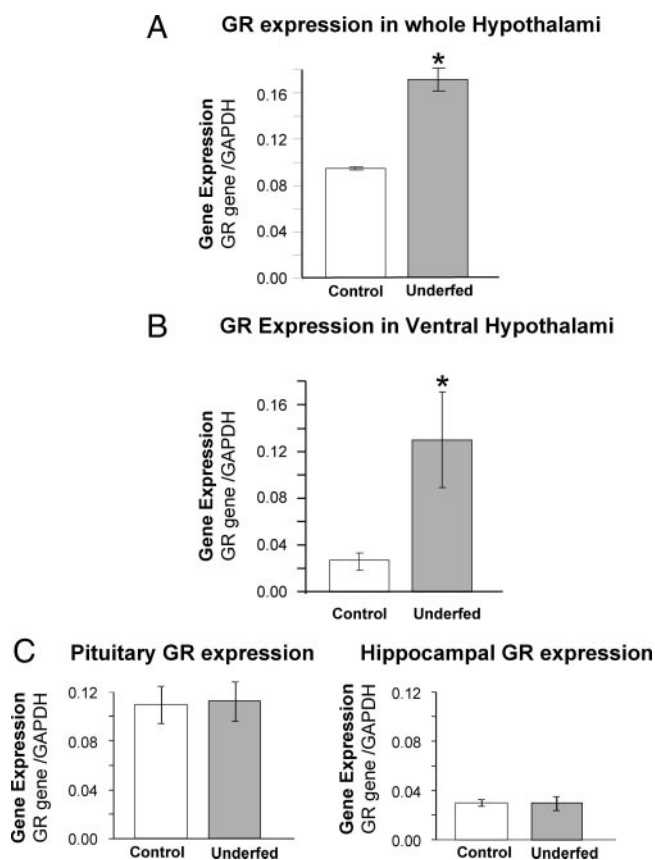 A GR expression in whole Hypothalami
Gene Expression
GR gene /GAPDH
0.16
0.12
0.08
0.04
0.00
*
Control Underfed
B GR Expression in Ventral Hypothalami
Gene Expression
GR gene /GAPDH
0.16
0.12
0.08
0.04
0.00
*
Control Underfed
C Pituitary GR expression
Gene Expression
GR gene /GAPDH
0.12
0.08
0.04
0.00
Control Underfed
Hippocampal GR expression
Gene Expression
GR gene /GAPDH
0.12
0.08
0.04
0.00
Control Underfed